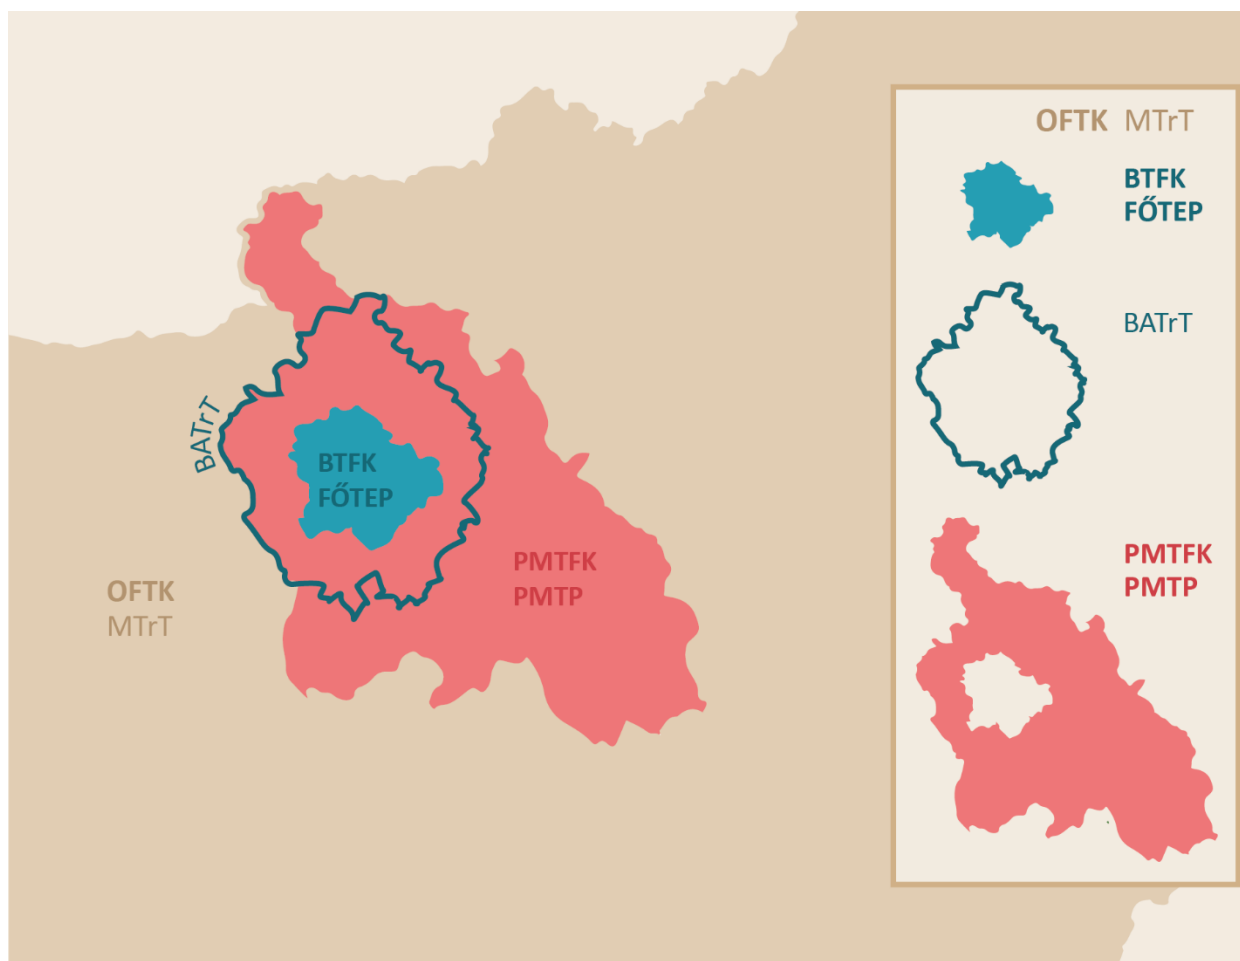 BATrT
BTFK
FŐTEP
PMTFK
PMTP
OFTK
MTrT
OFTK MTrT
BTFK
FŐTEP
BATrT
PMTFK
PMTP